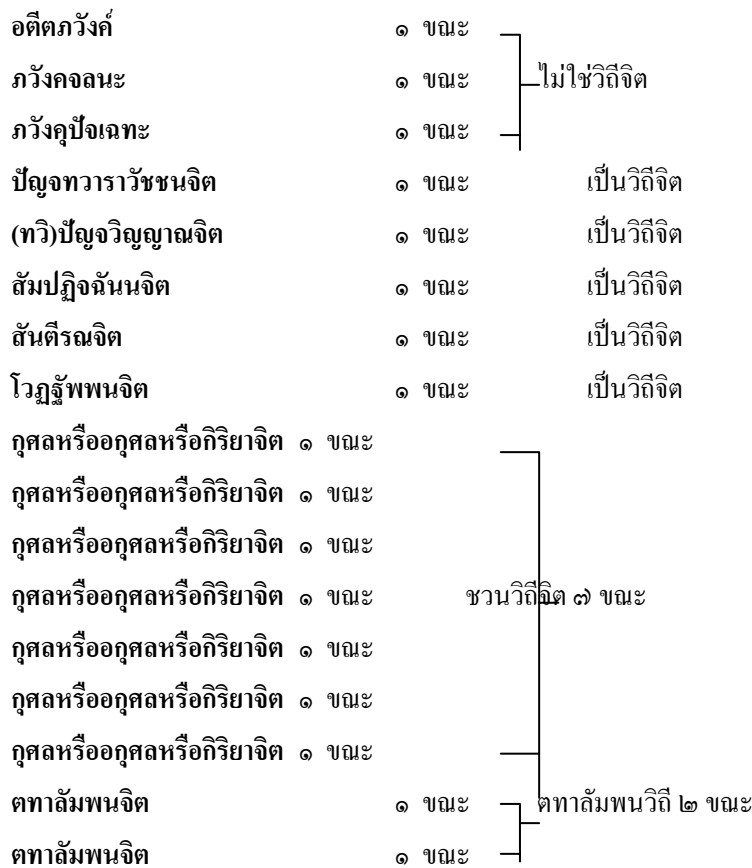 อตีตภวังค์ ๑ ขณะ
ภวังคจลนะ ๑ ขณะ ไม่ใช่วิถีจิต
ภวังคุปัจเฉทะ ๑ ขณะ
ปัญจทวาราวัชชนจิต ๑ ขณะ เป็นวิถีจิต
(ทวิ)ปัญจวิญญาณจิต ๑ ขณะ เป็นวิถีจิต
สัมปฏิจฉันนจิต ๑ ขณะ เป็นวิถีจิต
สันตีรณจิต ๑ ขณะ เป็นวิถีจิต
โวฏฐัพพนจิต ๑ ขณะ เป็นวิถีจิต
กุศลหรืออกุศลหรือกิริยาจิต ๑ ขณะ
กุศลหรืออกุศลหรือกิริยาจิต ๑ ขณะ
กุศลหรืออกุศลหรือกิริยาจิต ๑ ขณะ
กุศลหรืออกุศลหรือกิริยาจิต ๑ ขณะ ชวนวิถีจิต ๗ ขณะ
กุศลหรืออกุศลหรือกิริยาจิต ๑ ขณะ
กุศลหรืออกุศลหรือกิริยาจิต ๑ ขณะ
กุศลหรืออกุศลหรือกิริยาจิต ๑ ขณะ
ตทาลัมพนจิต ๑ ขณะ ตทาลัมพนวิถี ๒ ขณะ
ตทาลัมพนจิต ๑ ขณะ